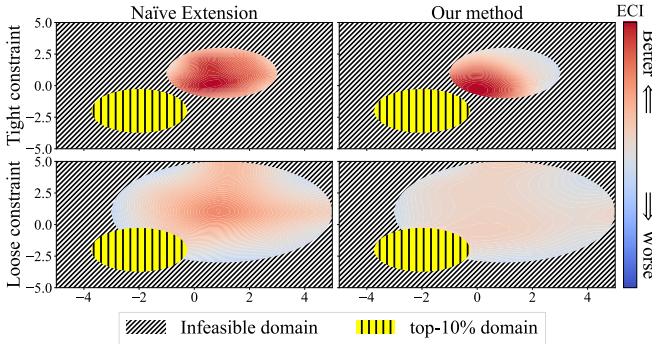 Naïve Extension
Our method
ECI
Tight constraint
5.0
2.5
0.0
−2.5
−5.0
Better
Loose constraint
5.0
2.5
0.0
−2.5
−5.0
Worse
−4 −2 0 2 4
−4 −2 0 2 4
Infeasible domain
top-10% domain